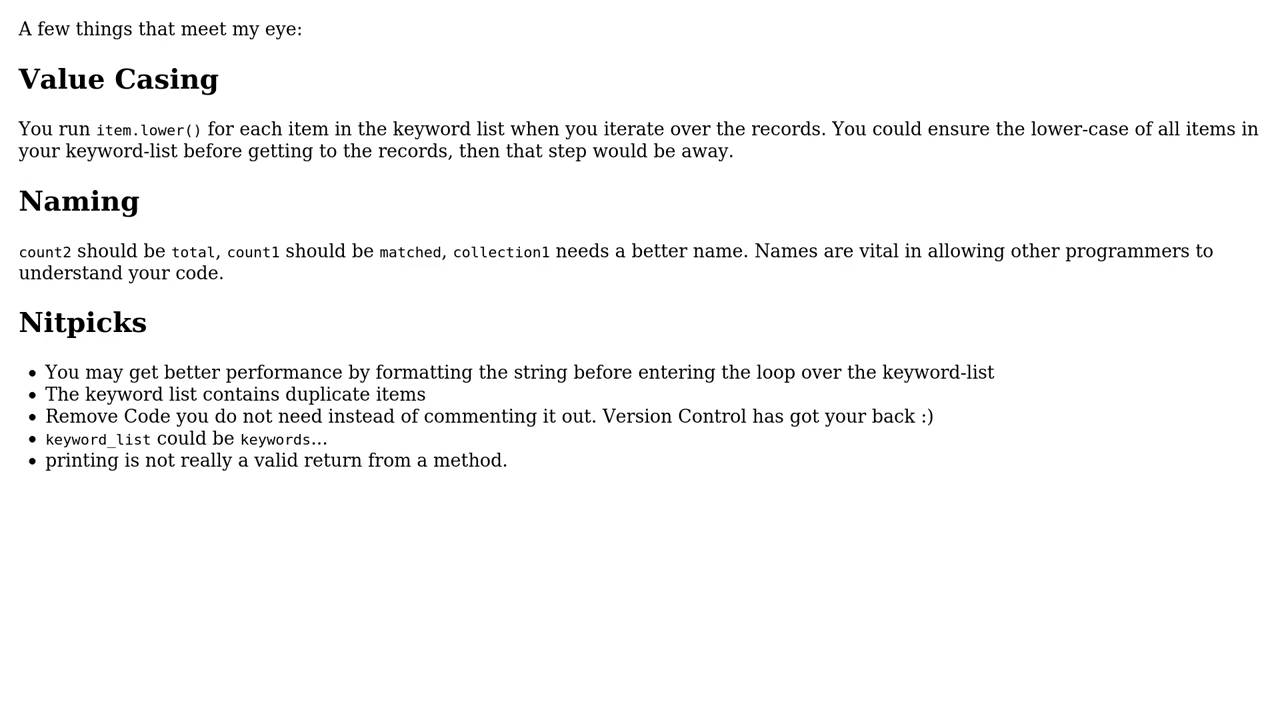 A few things that meet my eye:
Value Casing
You run item.lower() for each item in the keyword list when you iterate over the records. You could ensure the lower-case of all items in
your keyword-list before getting to the records, then that step would be away.
Naming
count2 should be total, count1 should be matched, collection1 needs a better name. Names are vital in allowing other programmers to
understand your code.
Nitpicks
• You may get better performance by formatting the string before entering the loop over the keyword-list
• The keyword list contains duplicate items
• Remove Code you do not need instead of commenting it out. Version Control has got your back :)
• keyword_list could be keywords...
• printing is not really a valid return from a method.